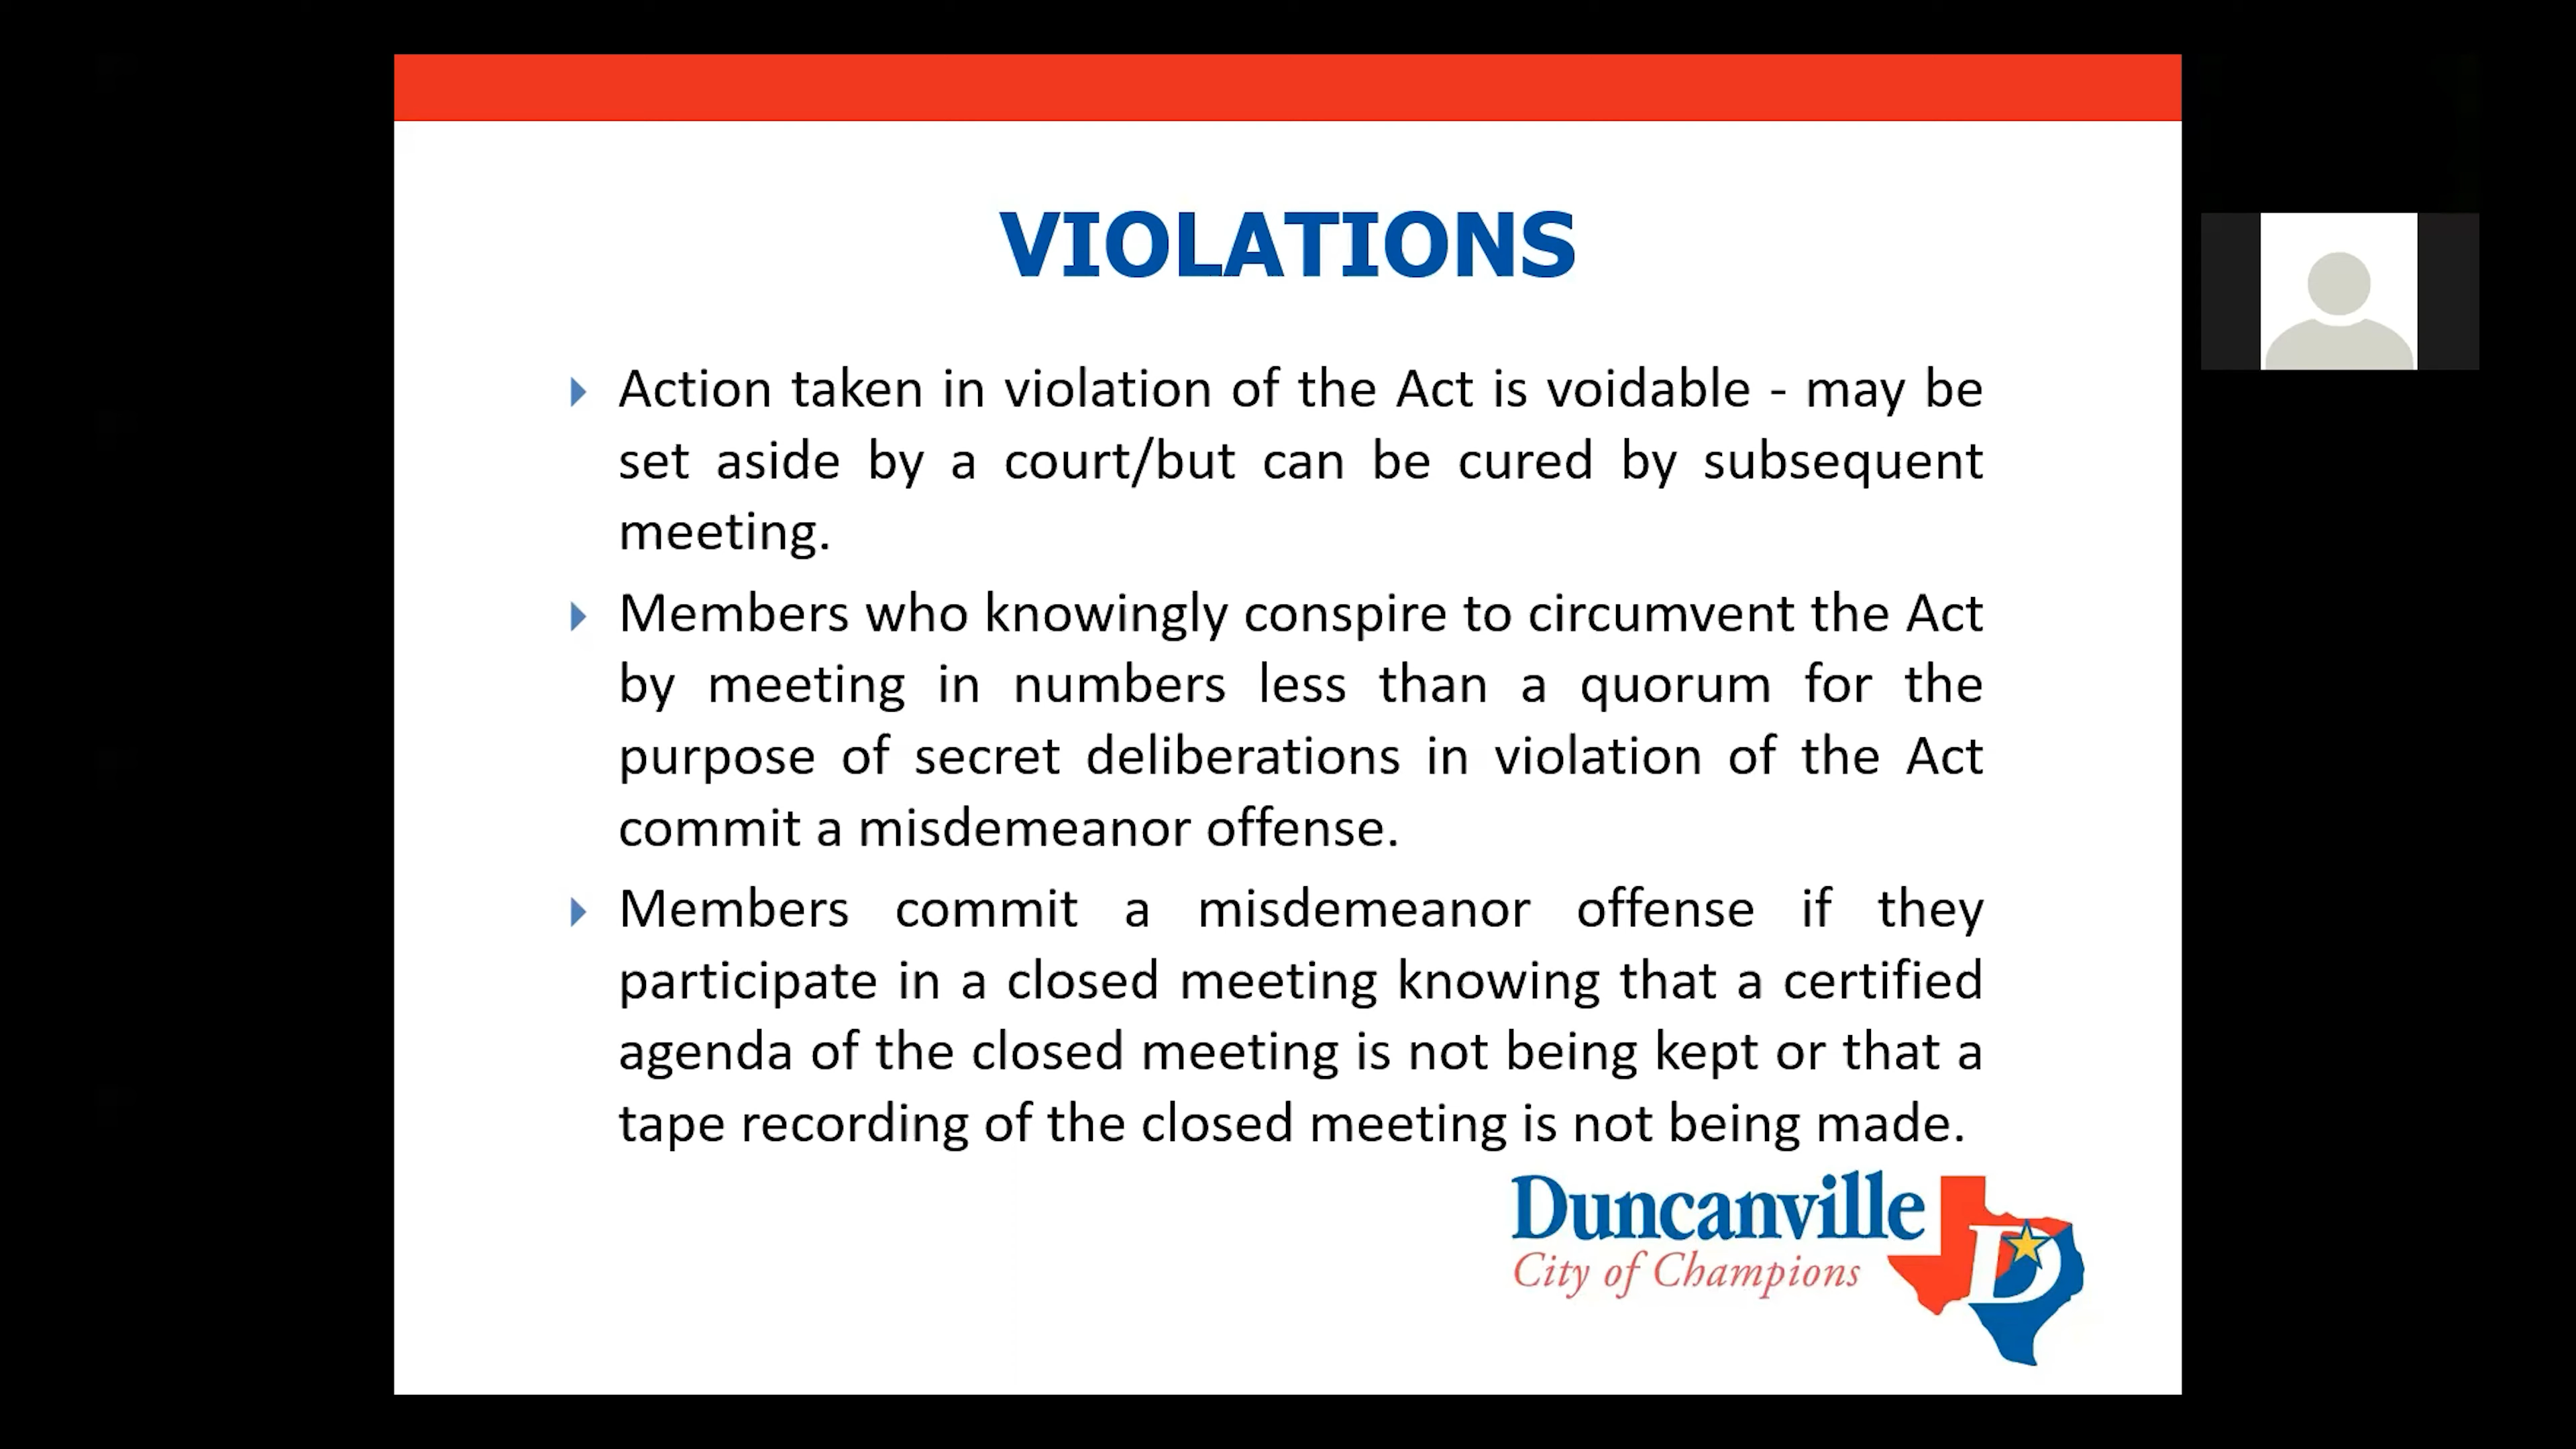 VIOLATIONS
Action taken in violation of the Act is voidable - may be
set aside by a court/but can be cured by subsequent
meeting.
Members who knowingly conspire to circumvent the Act
by meeting in numbers less than a quorum for the
purpose of secret deliberations in violation of the Act
commit a misdemeanor offense.
Members commit a misdemeanor offense if they
participate in a closed meeting knowing that a certified
agenda of the closed meeting is not being kept or that a
tape recording of the closed meeting is not being made.
Duncanville
City of Champions
D